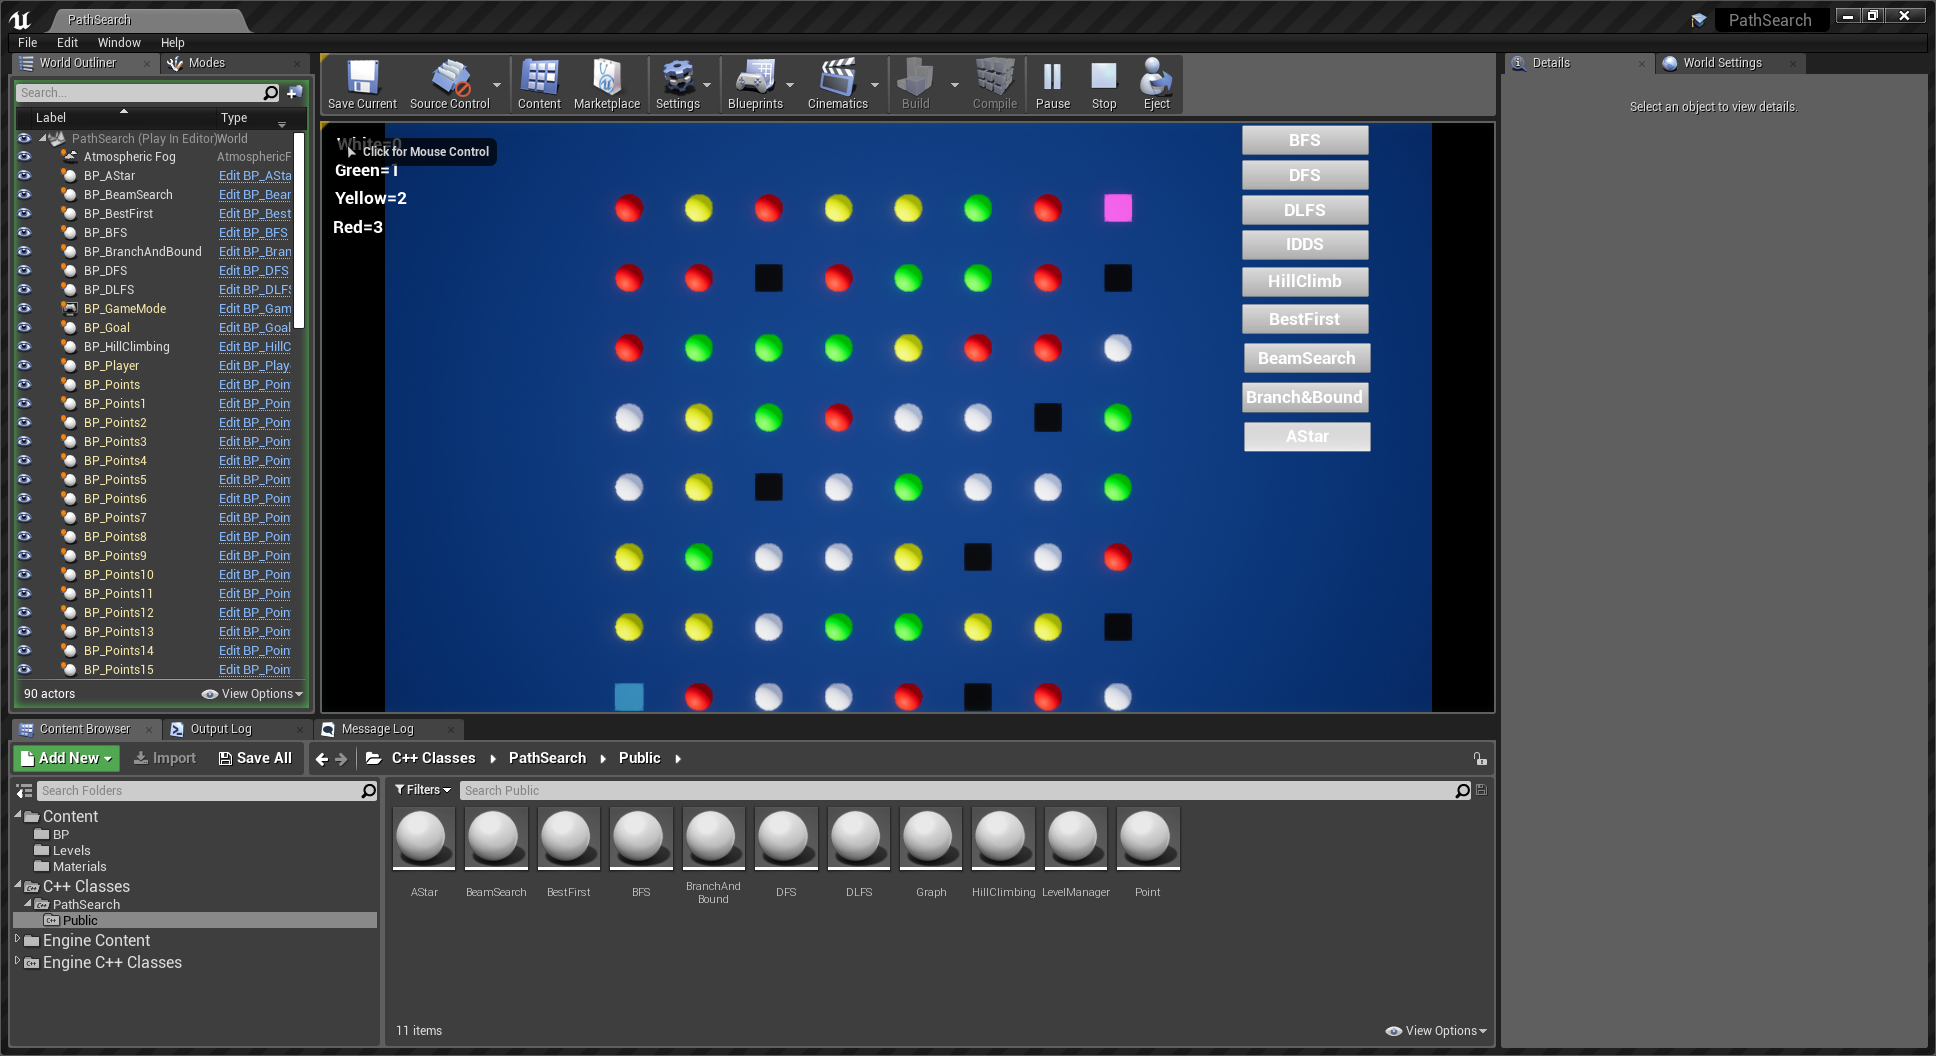 PathSearch
PathSearch
File Edit Window Help
World Outliner
Modes
Search...
Label Type
PathSearch (Play In Editor) World
Atmospheric Fog AtmosphericF
BP_AStar Edit BP_ASta
BP_BeamSearch Edit BP_Bear
BP_BestFirst Edit BP_Best
BP_BFS Edit BP_BFS
BP_BranchAndBound Edit BP_Bran
BP_DFS Edit BP_DFS
BP_DLFS Edit BP_DLFS
BP_GameMode Edit BP_Gam
BP_Goal Edit BP_Goal
BP_HillClimbing Edit BP_HillC
BP_Player Edit BP_Play
BP_Points Edit BP_Poin
BP_Points1 Edit BP_Poin
BP_Points2 Edit BP_Poin
BP_Points3 Edit BP_Poin
BP_Points4 Edit BP_Poin
BP_Points5 Edit BP_Poin
BP_Points6 Edit BP_Poin
BP_Points7 Edit BP_Poin
BP_Points8 Edit BP_Poin
BP_Points9 Edit BP_Poin
BP_Points10 Edit BP_Poin
BP_Points11 Edit BP_Poin
BP_Points12 Edit BP_Poin
BP_Points13 Edit BP_Poin
BP_Points14 Edit BP_Poin
BP_Points15 Edit BP_Poin
90 actors
View Options
Save Current
Source Control
Content
Marketplace
Settings
Blueprints
Cinematics
Build
Compile
Pause
Stop
Eject
White=0
Click for Mouse Control
Green=1
Yellow=2
Red=3
BFS
DFS
DLFS
IDDS
HillClimb
BestFirst
BeamSearch
Branch&Bound
AStar
Details
World Settings
Select an object to view details.
Content Browser
Output Log
Message Log
Add New
Import
Save All
C++ Classes
PathSearch
Public
Search Folders
Content
BP
Levels
Materials
C++ Classes
PathSearch
Public
Engine Content
Engine C++ Classes
Filters
Search Public
AStar
BeamSearch
BestFirst
BFS
BranchAnd
Bound
DFS
DLFS
Graph
HillClimbing
LevelManager
Point
11 items
View Options